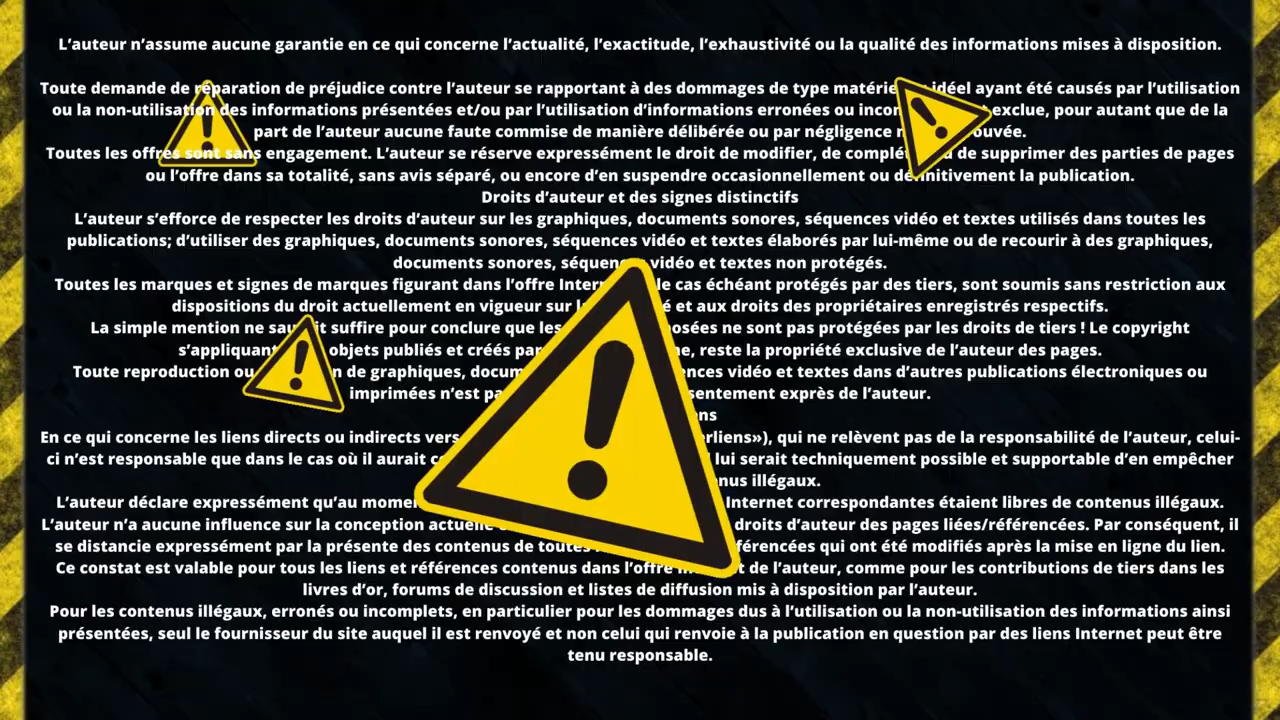 L’auteur n’assume aucune garantie en ce qui concerne l’actualité, l’exactitude, l’exhaustivité ou la qualité des informations mises à disposition.
Toute demande de réparation de préjudice contre l’auteur se rapportant à des dommages de type idéel ayant été causés par l’utilisation
ou la non-utilisation des informations présentées et/ou par l’utilisation d’informations erronées ou exclue, pour autant que de la
part de l’auteur aucune faute commise de manière délibérée ou par négligence
Toutes les offres sont sans engagement. L’auteur se réserve expressément le droit de modifier, de de supprimer des parties de pages
ou l’offre dans sa totalité, sans avis séparé, ou encore d’en suspendre occasionnellement ou définitivement la publication.
Droits d’auteur et des signes distinctifs
L’auteur s’efforce de respecter les droits d’auteur sur les graphiques, documents sonores, séquences vidéo et textes utilisés dans toutes les
publications; d’utiliser des graphiques, documents sonores, séquences vidéo et textes élaborés par lui-même ou de recourir à des graphiques,
documents sonores, vidéo et textes non protégés.
Toutes les marques et signes de marques figurant dans l’offre le cas échéant protégés par des tiers, sont soumis sans restriction aux
dispositions du droit actuellement en vigueur sur et aux droits des propriétaires enregistrés respectifs.
La simple mention ne suffire pour conclure que les ne sont pas protégées par les droits de tiers ! Le copyright
objets publiés et créés par reste la propriété exclusive de l’auteur des pages.
Toute reproduction ou de graphiques, vidéo et textes dans d’autres publications électroniques ou
imprimées n’est exprès de l’auteur.
En ce qui concerne les liens directs ou indirects vers qui ne relèvent pas de la responsabilité de l’auteur, celui-
ci n’est responsable que dans le cas où il aurait lui serait techniquement possible et supportable d’en empêcher
illégaux.
L’auteur déclare expressément qu’au Internet correspondantes étaient libres de contenus illégaux.
L’auteur n’a aucune influence sur la conception actuelle droits d’auteur des pages liées/référencées. Par conséquent, il
se distancie expressément par la présente des contenus de toutes qui ont été modifiés après la mise en ligne du lien.
Ce constat est valable pour tous les liens et références contenus dans l’offre de l’auteur, comme pour les contributions de tiers dans les
livres d’or, forums de discussion et listes de diffusion mis à disposition par l’auteur.
Pour les contenus illégaux, erronés ou incomplets, en particulier pour les dommages dus à l’utilisation ou la non-utilisation des informations ainsi
présentées, seul le fournisseur du site auquel il est renvoyé et non celui qui renvoie à la publication en question par des liens Internet peut être
tenu responsable.